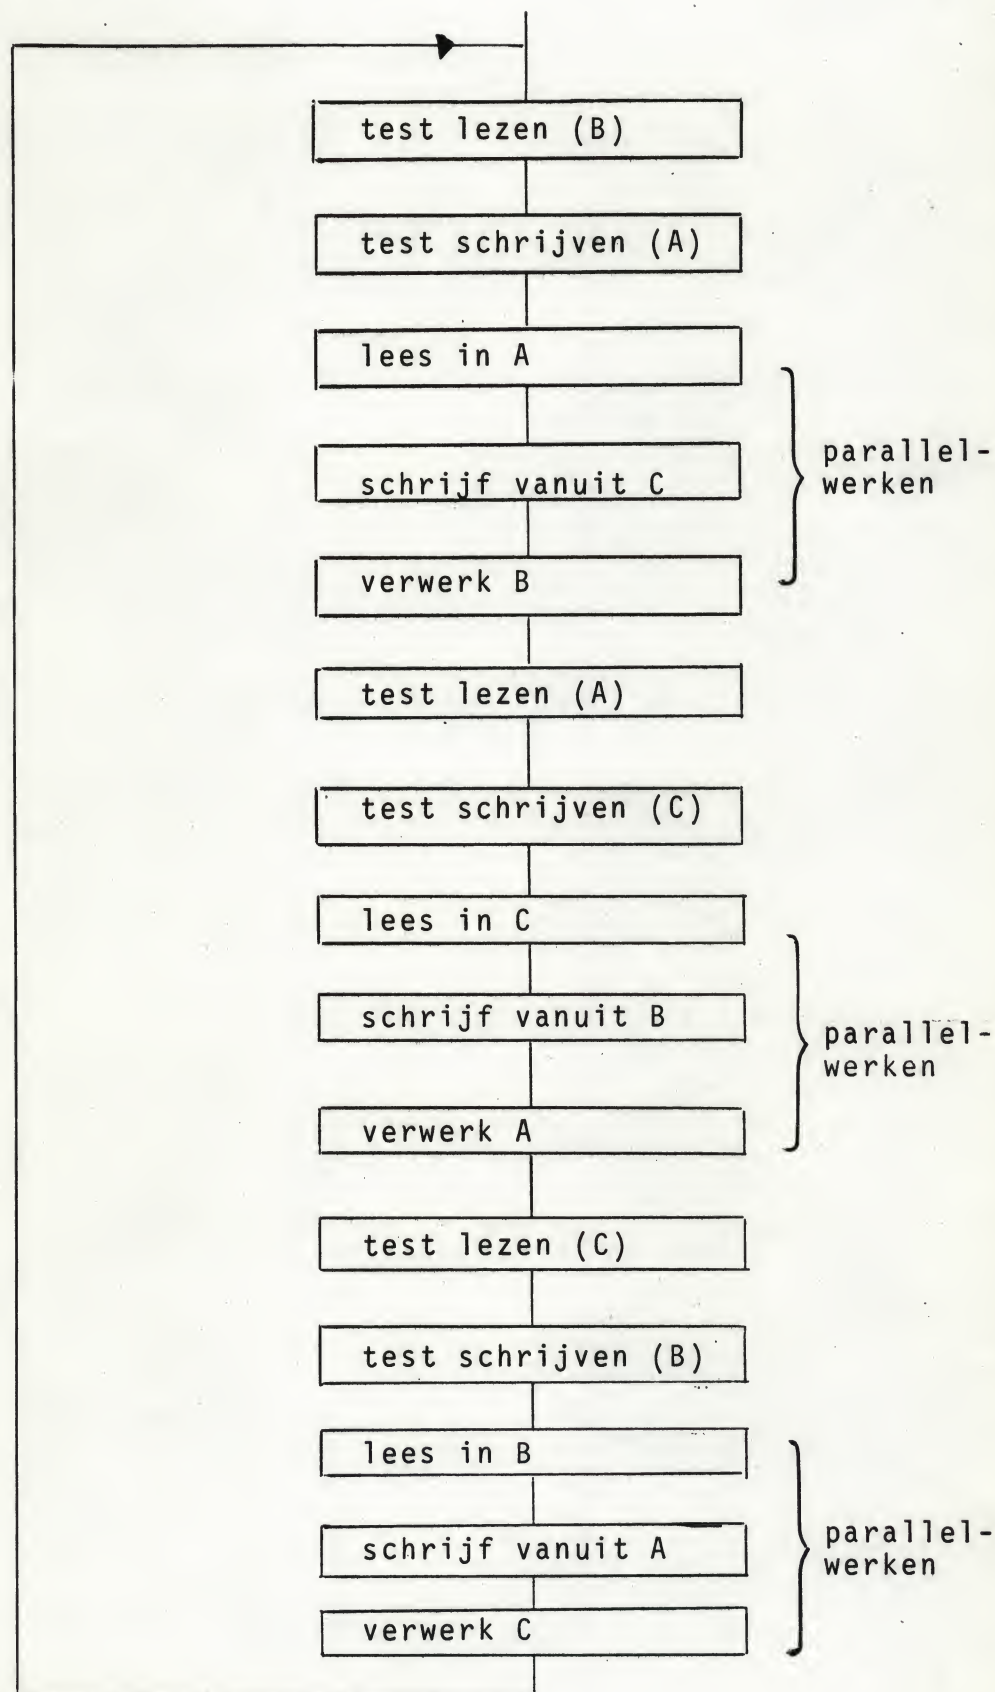 test lezen (B)
test schrijven (A)
lees in A
schrijf vanuit C
verwerk B
parallel-
werken
test lezen (A)
test schrijven (C)
lees in C
schrijf vanuit B
verwerk A
parallel-
werken
test lezen (C)
test schrijven (B)
lees in B
schrijf vanuit A
verwerk C
parallel-
werken